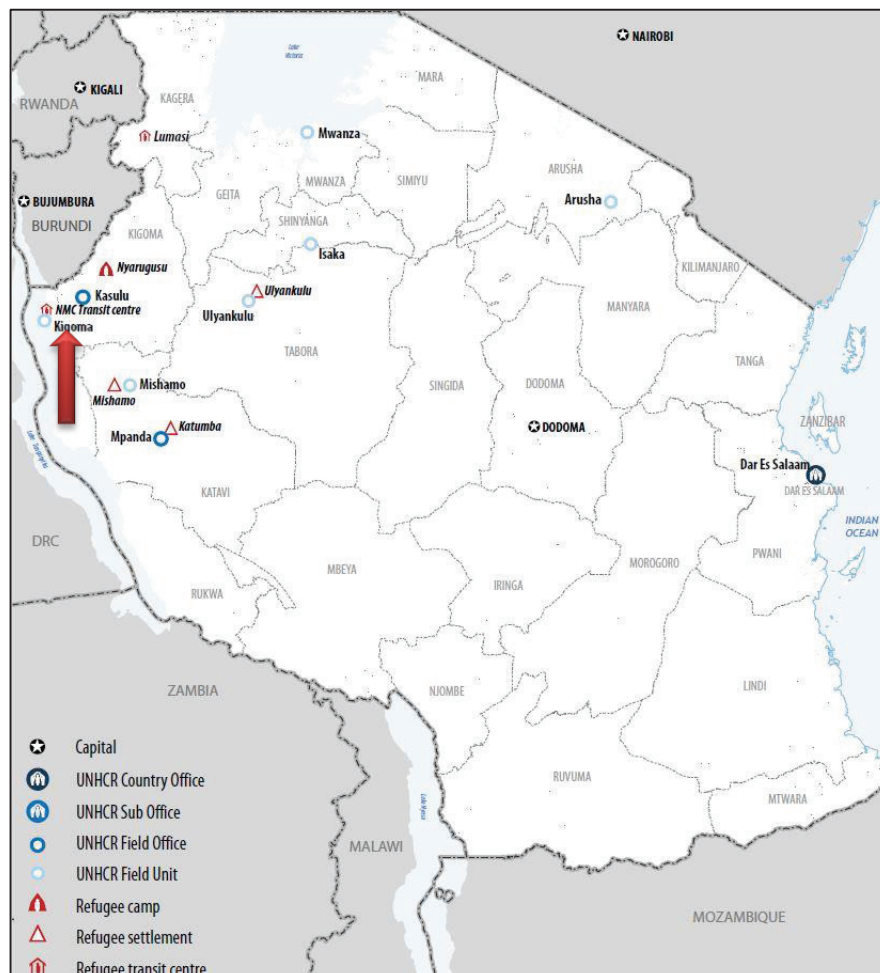 NAIROBI
Lake
Victoria
MARA
KIGALI
KAGERA
RWANDA
Lumasi
Mwanza
ARUSHA
MWANZA
SIMIYU
GEITA
BUJUMBURA
Arusha
BURUNDI
SHINYANGA
KIGOMA
Isaka
Nyarugusu
KILIMANJARO
Kasulu
Ulyankulu
MANYARA
NMC Transit centre
Ulyankulu
Kigoma
TABORA
TANGA
Mishamo
SINGIDA
DODOMA
Mishamo
ZANZIBAR
Katumba
DODOMA
Mpanda
Lake Tanganyika
Dar Es Salaam
DAR ES SALAAM
KATAVI
INDIAN
OCEAN
DRC
PWANI
MBEYA
MOROGORO
IRINGA
RUKWA
ZAMBIA
NJOMBE
LINDI
Capital
RUVUMA
UNHCR Country Office
MTWARA
UNHCR Sub Office
Lake Nyasa
UNHCR Field Office
MALAWI
UNHCR Field Unit
Refugee camp
MOZAMBIQUE
Refugee settlement
Refugee transit centre